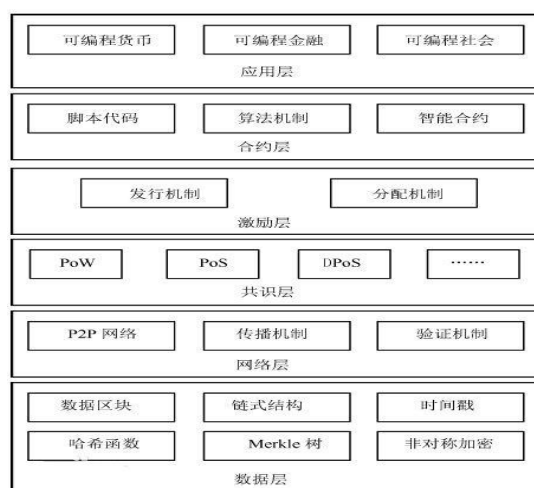 可编程货币 可编程金融 可编程社会
应用层
脚本代码 算法机制 智能合约
合约层
发行机制 分配机制
激励层
PoW PoS DPoS ……
共识层
P2P 网络 传播机制 验证机制
网络层
数据区块 链式结构 时间戳
哈希函数 Merkle 树 非对称加密
数据层